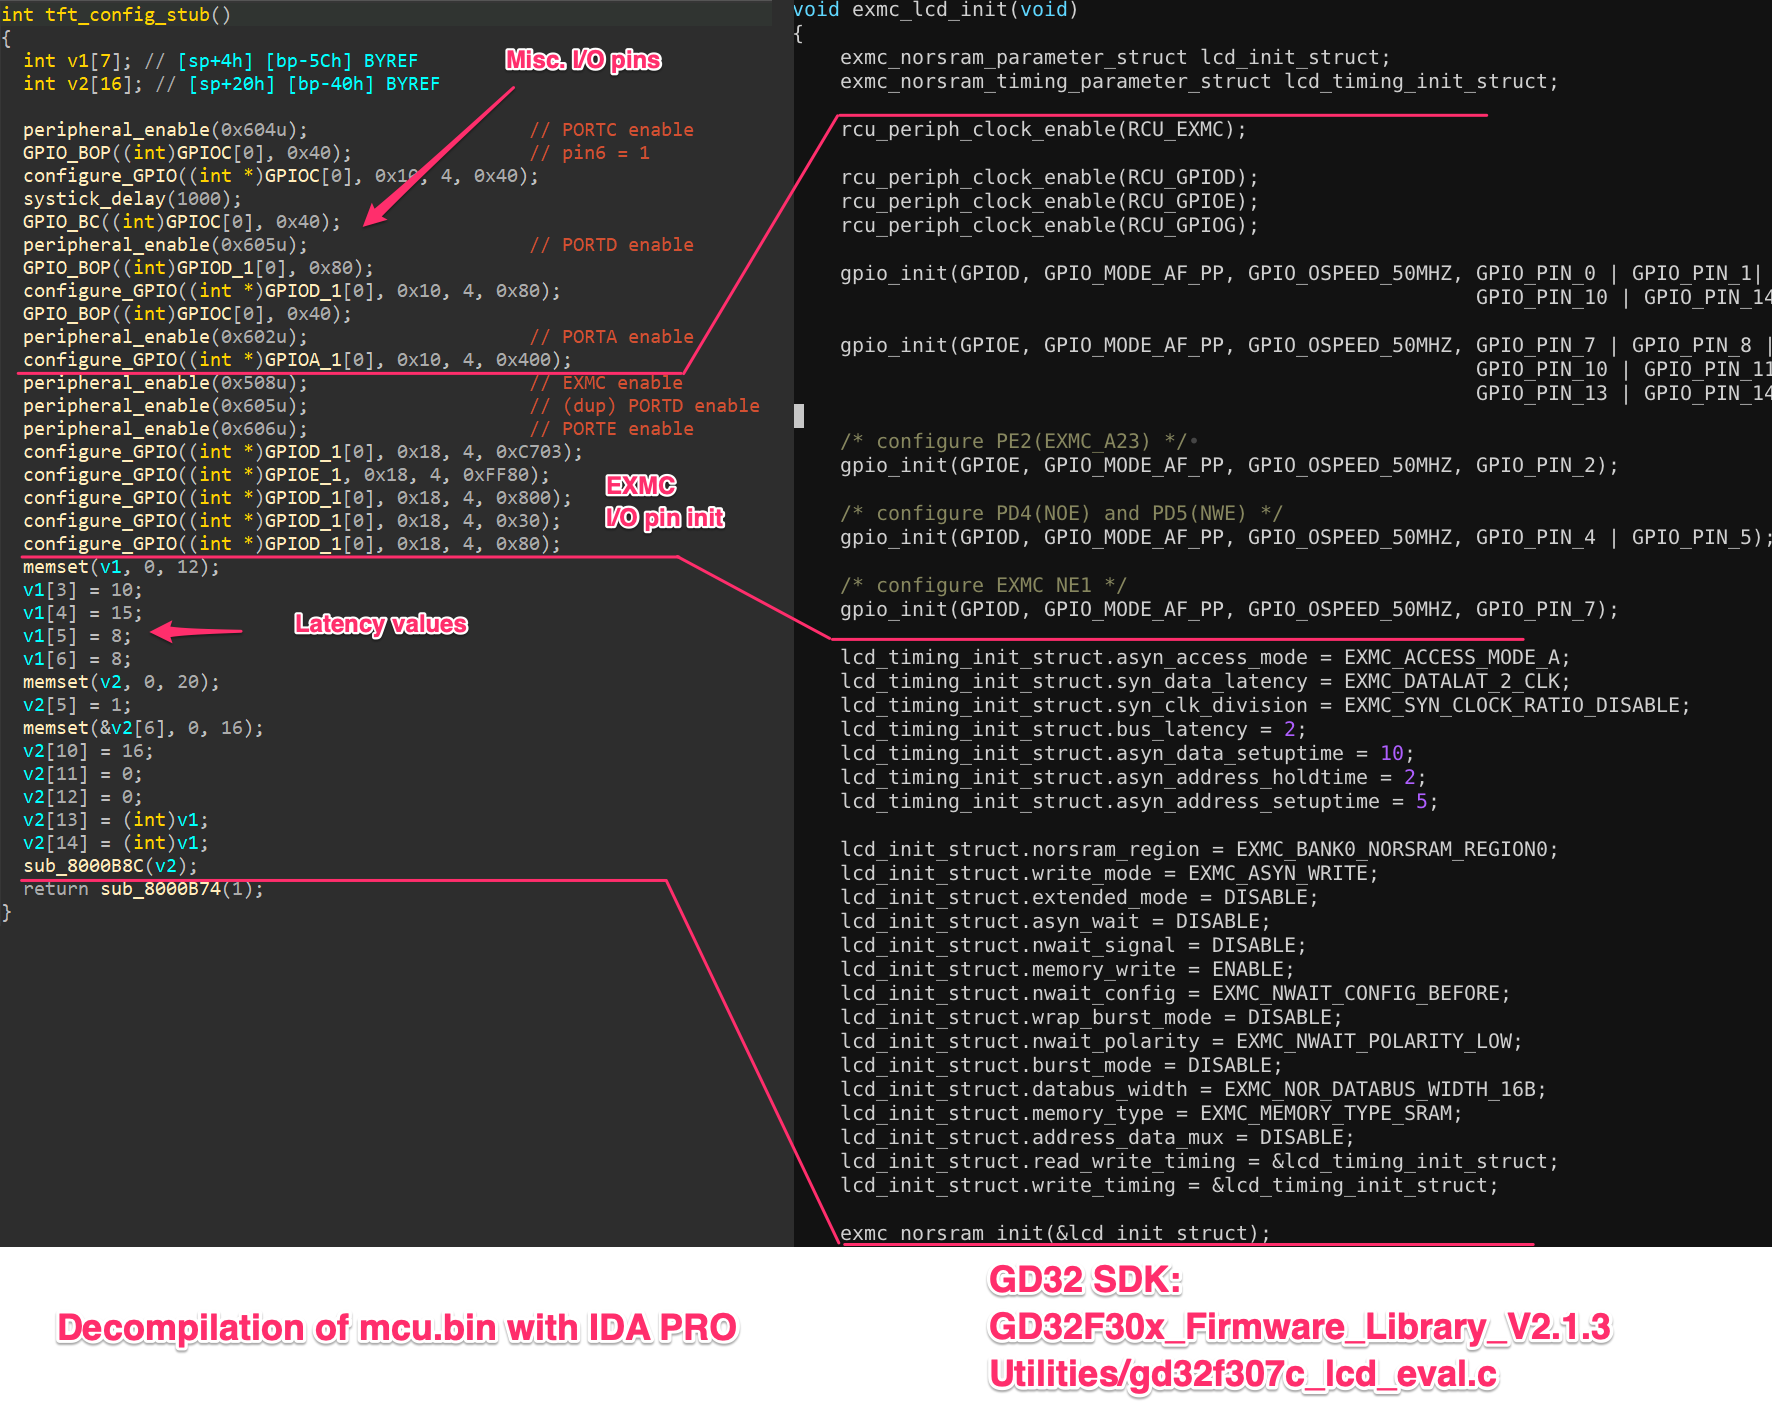 int tft_config_stub()
{
int v1[7]; // [sp+4h] [bp-5Ch] BYREF
int v2[16]; // [sp+20h] [bp-40h] BYREF
Misc. I/O pins
peripheral_enable(0x604u); // PORTC enable
GPIO_BOP((int)GPIOC[0], 0x40); // pin6 = 1
configure_GPIO((int *)GPIOC[0], 0x10, 4, 0x40);
systick_delay(1000);
GPIO_BC((int)GPIOC[0], 0x40);
peripheral_enable(0x605u); // PORTD enable
GPIO_BOP((int)GPIOD_1[0], 0x80);
configure_GPIO((int *)GPIOD_1[0], 0x10, 4, 0x80);
GPIO_BOP((int)GPIOC[0], 0x40);
peripheral_enable(0x602u); // PORTA enable
configure_GPIO((int *)GPIOA_1[0], 0x10, 4, 0x400);
peripheral_enable(0x508u); // EXMC enable
peripheral_enable(0x605u); // (dup) PORTD enable
peripheral_enable(0x606u); // PORTE enable
configure_GPIO((int *)GPIOD_1[0], 0x18, 4, 0xC703);
configure_GPIO((int *)GPIOE_1, 0x18, 4, 0xFF80);
configure_GPIO((int *)GPIOD_1[0], 0x18, 4, 0x800);
configure_GPIO((int *)GPIOD_1[0], 0x18, 4, 0x30);
configure_GPIO((int *)GPIOD_1[0], 0x18, 4, 0x80);
EXMC
I/O pin init
memset(v1, 0, 12);
v1[3] = 10;
v1[4] = 15;
v1[5] = 8;
v1[6] = 8;
Latency values
memset(v2, 0, 20);
v2[5] = 1;
memset(&v2[6], 0, 16);
v2[10] = 16;
v2[11] = 0;
v2[12] = 0;
v2[13] = (int)v1;
v2[14] = (int)v1;
sub_8000B8C(v2);
return sub_8000B74(1);
}
void exmc_lcd_init(void)
{
exmc_norsram_parameter_struct lcd_init_struct;
exmc_norsram_timing_parameter_struct lcd_timing_init_struct;
rcu_periph_clock_enable(RCU_EXMC);
rcu_periph_clock_enable(RCU_GPIOD);
rcu_periph_clock_enable(RCU_GPIOE);
rcu_periph_clock_enable(RCU_GPIOG);
gpio_init(GPIOD, GPIO_MODE_AF_PP, GPIO_OSPEED_50MHZ, GPIO_PIN_0 | GPIO_PIN_1|
GPIO_PIN_10 | GPIO_PIN_14
gpio_init(GPIOE, GPIO_MODE_AF_PP, GPIO_OSPEED_50MHZ, GPIO_PIN_7 | GPIO_PIN_8 |
GPIO_PIN_10 | GPIO_PIN_11
GPIO_PIN_13 | GPIO_PIN_14
/* configure PE2(EXMC_A23) */
gpio_init(GPIOE, GPIO_MODE_AF_PP, GPIO_OSPEED_50MHZ, GPIO_PIN_2);
/* configure PD4(NOE) and PD5(NWE) */
gpio_init(GPIOD, GPIO_MODE_AF_PP, GPIO_OSPEED_50MHZ, GPIO_PIN_4 | GPIO_PIN_5);
/* configure EXMC NE1 */
gpio_init(GPIOD, GPIO_MODE_AF_PP, GPIO_OSPEED_50MHZ, GPIO_PIN_7);
lcd_timing_init_struct.asyn_access_mode = EXMC_ACCESS_MODE_A;
lcd_timing_init_struct.syn_data_latency = EXMC_DATALAT_2_CLK;
lcd_timing_init_struct.syn_clk_division = EXMC_SYN_CLOCK_RATIO_DISABLE;
lcd_timing_init_struct.bus_latency = 2;
lcd_timing_init_struct.asyn_data_setuptime = 10;
lcd_timing_init_struct.asyn_address_holdtime = 2;
lcd_timing_init_struct.asyn_address_setuptime = 5;
lcd_init_struct.norsram_region = EXMC_BANK0_NORSRAM_REGION0;
lcd_init_struct.write_mode = EXMC_ASYN_WRITE;
lcd_init_struct.extended_mode = DISABLE;
lcd_init_struct.asyn_wait = DISABLE;
lcd_init_struct.nwait_signal = DISABLE;
lcd_init_struct.memory_write = ENABLE;
lcd_init_struct.nwait_config = EXMC_NWAIT_CONFIG_BEFORE;
lcd_init_struct.wrap_burst_mode = DISABLE;
lcd_init_struct.nwait_polarity = EXMC_NWAIT_POLARITY_LOW;
lcd_init_struct.burst_mode = DISABLE;
lcd_init_struct.databus_width = EXMC_NOR_DATABUS_WIDTH_16B;
lcd_init_struct.memory_type = EXMC_MEMORY_TYPE_SRAM;
lcd_init_struct.address_data_mux = DISABLE;
lcd_init_struct.read_write_timing = &lcd_timing_init_struct;
lcd_init_struct.write_timing = &lcd_timing_init_struct;
exmc_norsram_init(&lcd_init_struct);
Decompilation of mcu.bin with IDA PRO
GD32 SDK:
GD32F30x_Firmware_Library_V2.1.3
Utilities/gd32f307c_lcd_eval.c